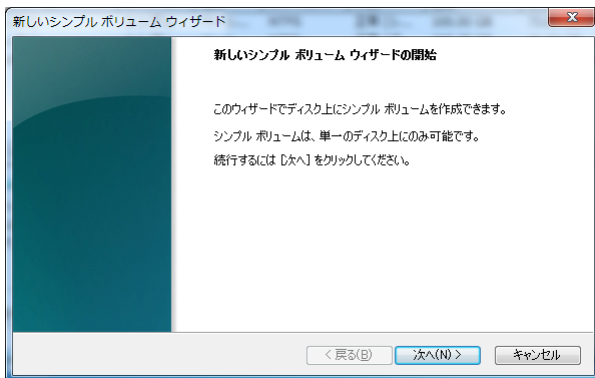 新しいシンプル ボリューム ウィザード
新しいシンプル ボリューム ウィザードの開始
このウィザードでディスク上にシンプル ボリュームを作成できます。
シンプル ボリュームは、単一のディスク上にのみ可能です。
続行するには [次へ] をクリックしてください。
< 戻る(B) 次へ(N) > キャンセル